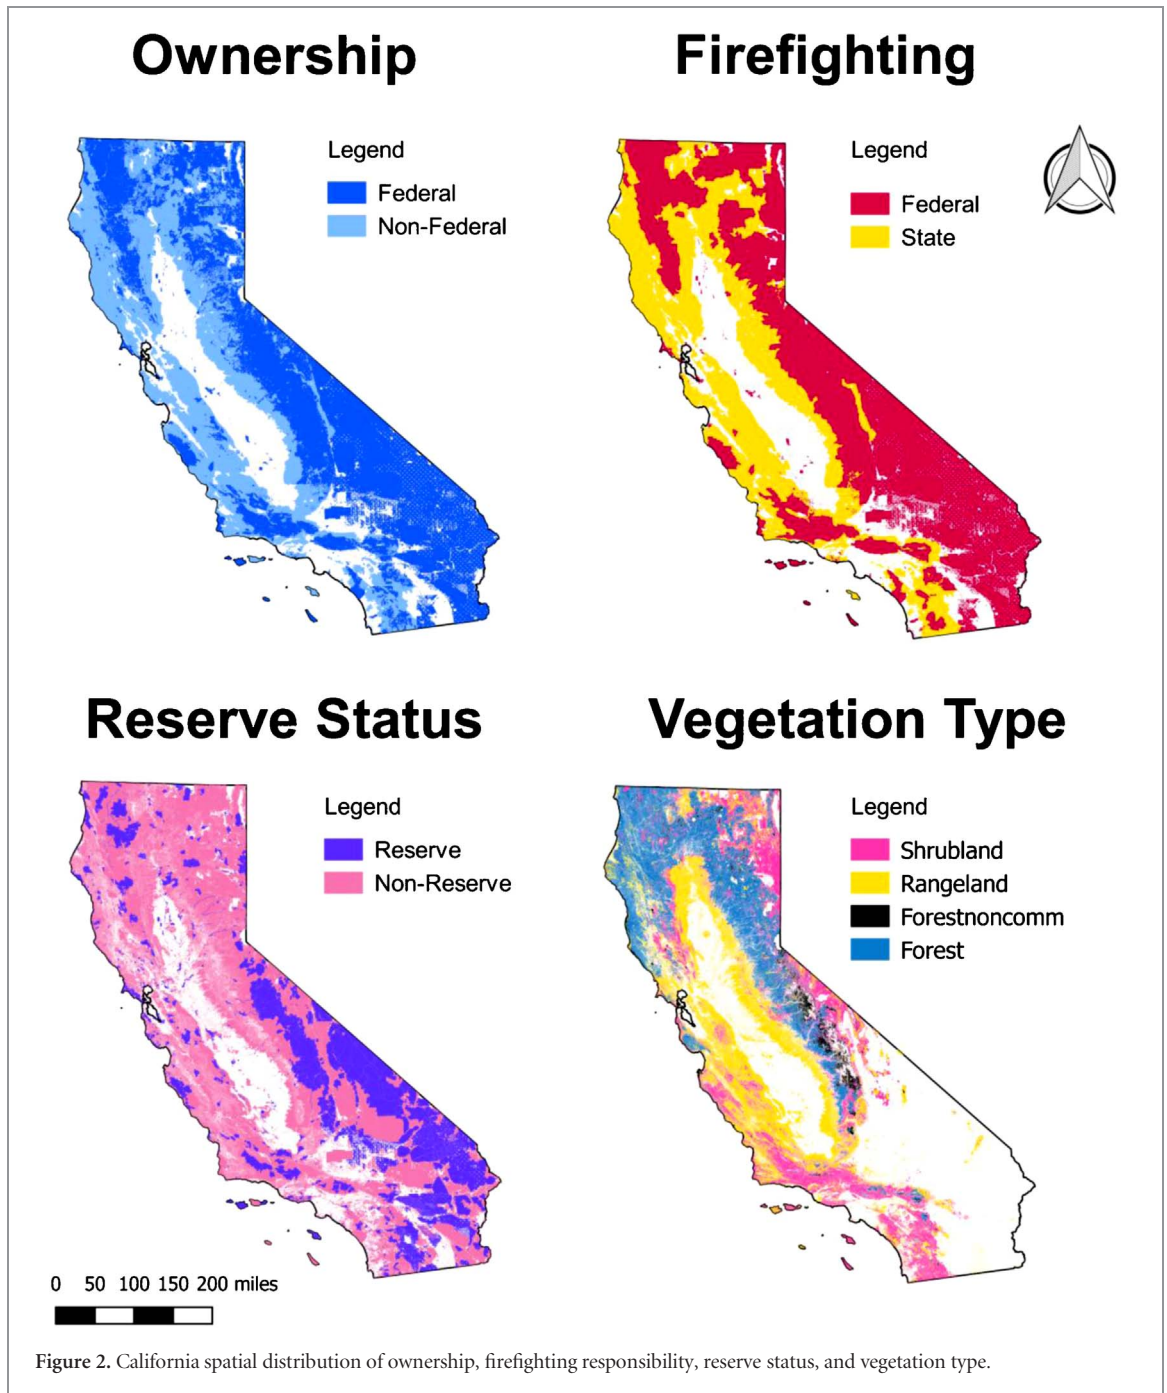 Ownership
Firefighting
Legend
Federal
Non-Federal
Legend
Federal
State
Reserve Status
Vegetation Type
Legend
Reserve
Non-Reserve
Legend
Shrubland
Rangeland
Forestnoncomm
Forest
0 50 100 150 200 miles
Figure 2. California spatial distribution of ownership, firefighting responsibility, reserve status, and vegetation type.